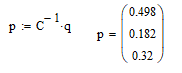 p := C⁻¹·q
p = (0.498
0.182
0.32)